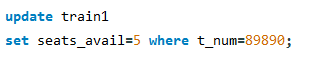 update train1
set seats_avail=5 where t_num=89890;